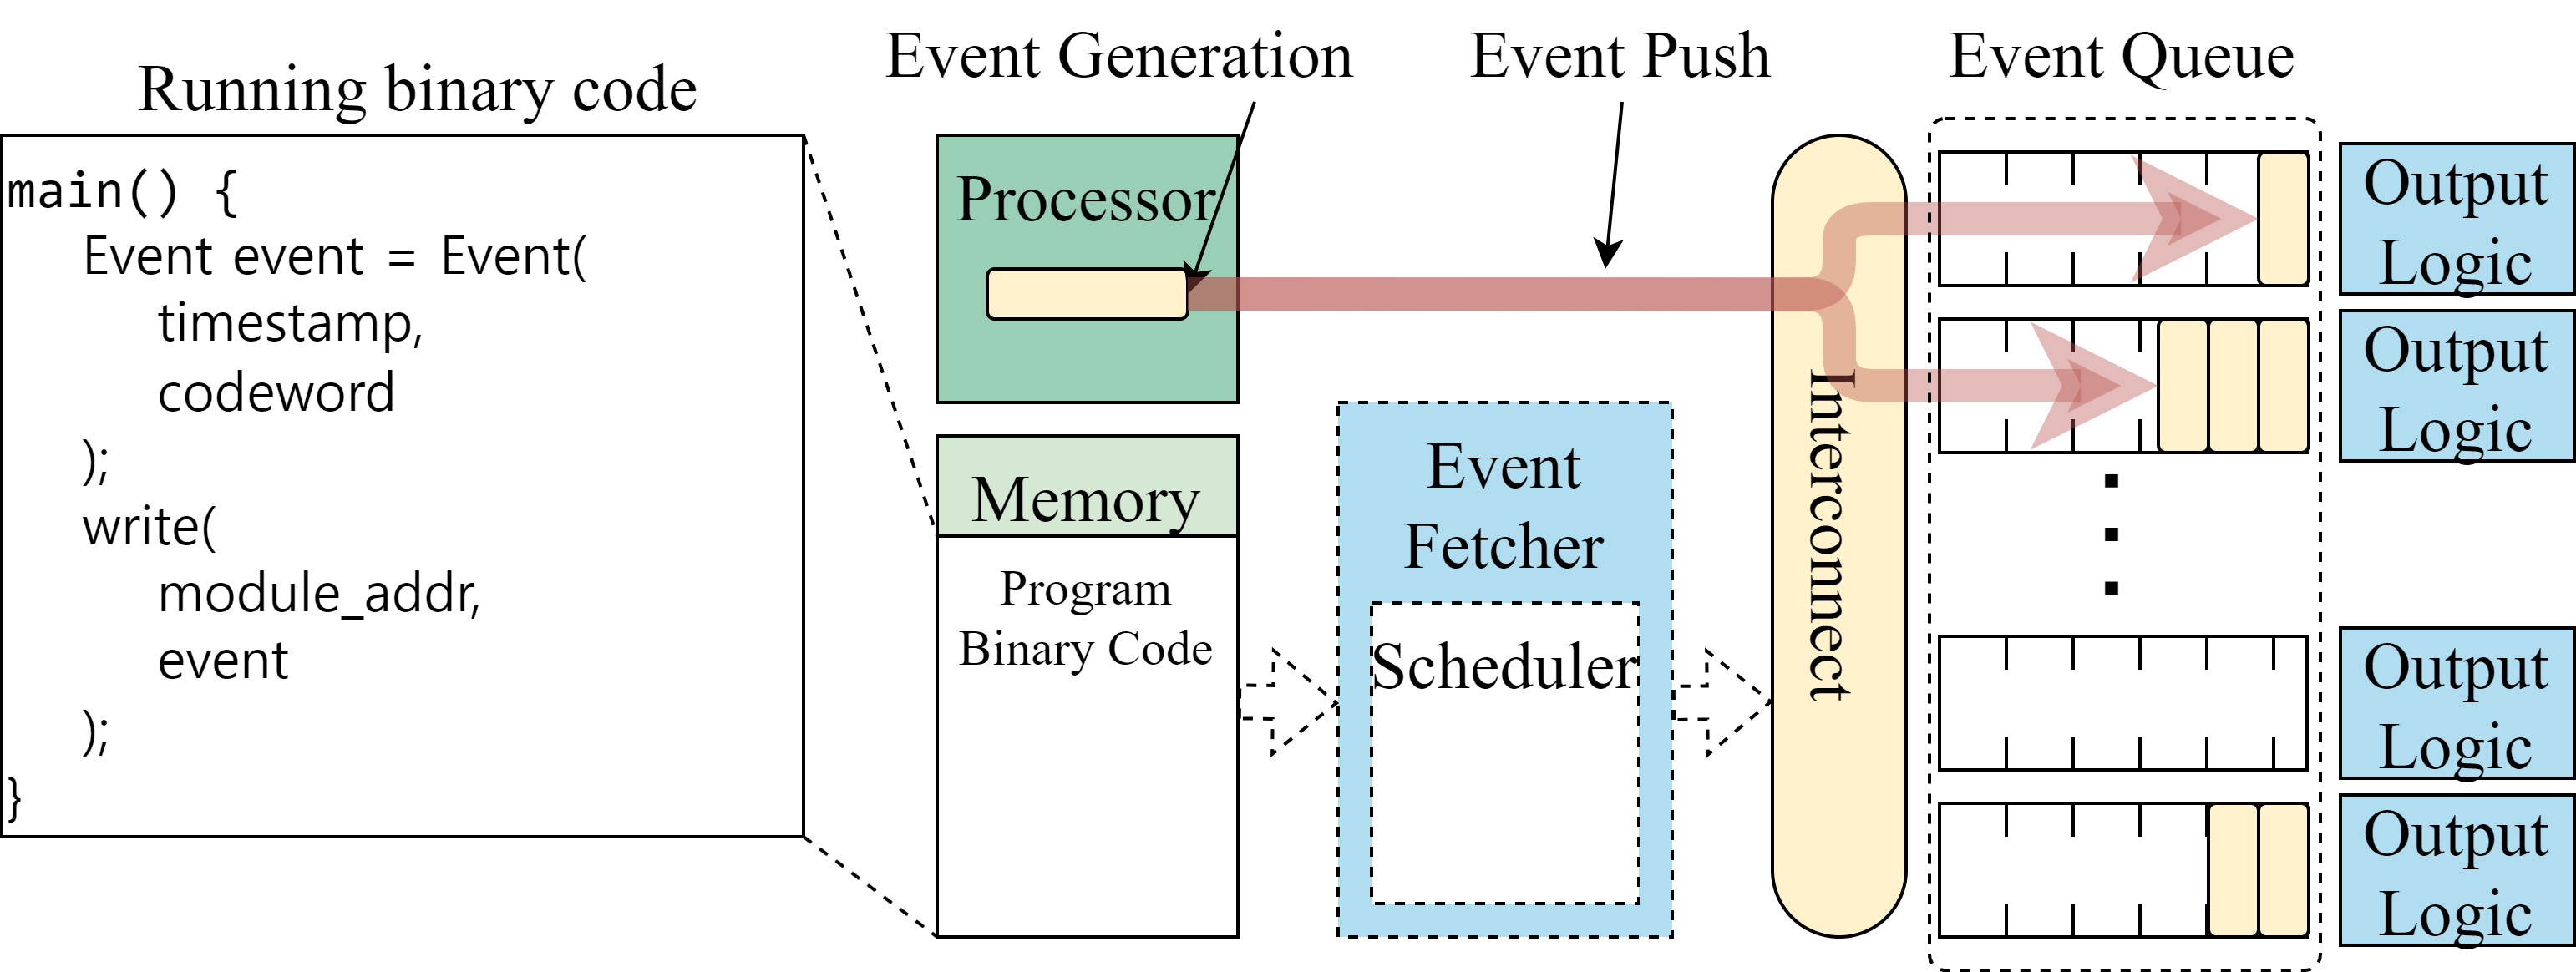 Running binary code
main() {
Event event = Event(
timestamp,
codeword
);
write(
module_addr,
event
);
}
Event Generation
Event Push
Event Queue
Processor
Memory
Program
Binary Code
Event
Fetcher
Scheduler
Interconnect
Output
Logic
Output
Logic
Output
Logic
Output
Logic